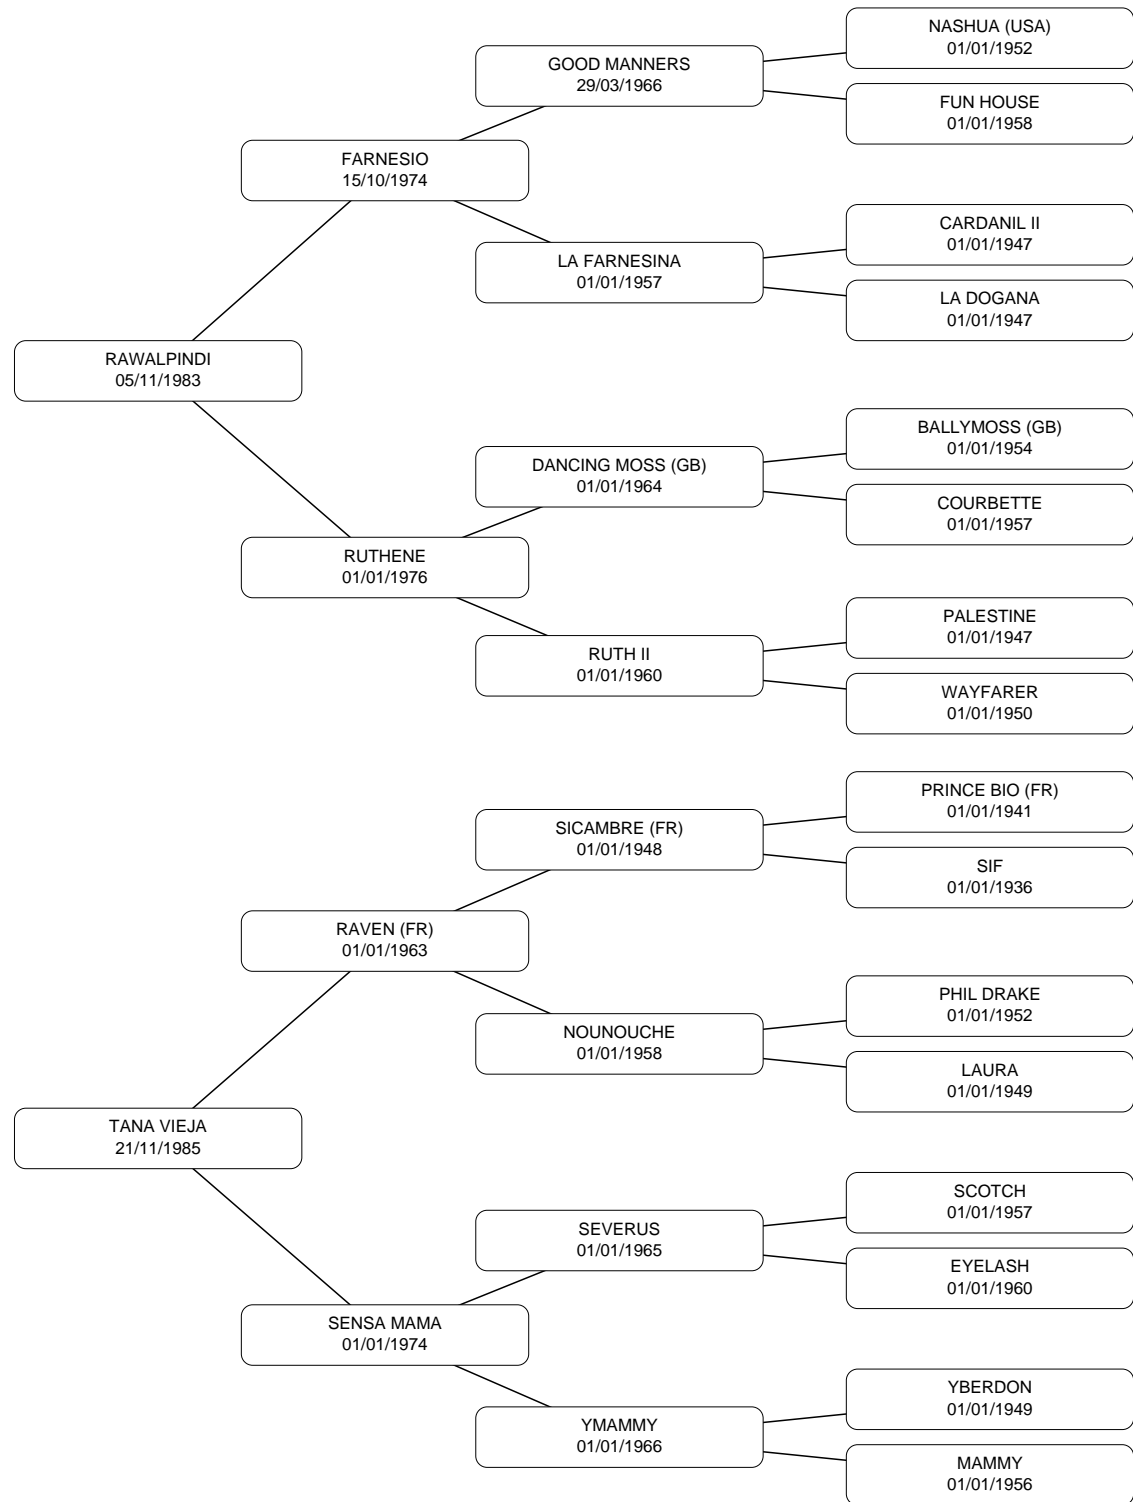 NASHUA (USA)
01/01/1952
GOOD MANNERS
29/03/1966
FUN HOUSE
01/01/1958
FARNESIO
15/10/1974
CARDANIL II
01/01/1947
LA FARNESINA
01/01/1957
LA DOGANA
01/01/1947
RAWALPINDI
05/11/1983
BALLYMOSS (GB)
01/01/1954
DANCING MOSS (GB)
01/01/1964
COURBETTE
01/01/1957
RUTHENE
01/01/1976
PALESTINE
01/01/1947
RUTH II
01/01/1960
WAYFARER
01/01/1950
PRINCE BIO (FR)
01/01/1941
SICAMBRE (FR)
01/01/1948
SIF
01/01/1936
RAVEN (FR)
01/01/1963
PHIL DRAKE
01/01/1952
NOUNOUCHE
01/01/1958
LAURA
01/01/1949
TANA VIEJA
21/11/1985
SCOTCH
01/01/1957
SEVERUS
01/01/1965
EYELASH
01/01/1960
SENSA MAMA
01/01/1974
YBERDON
01/01/1949
YMAMMY
01/01/1966
MAMMY
01/01/1956